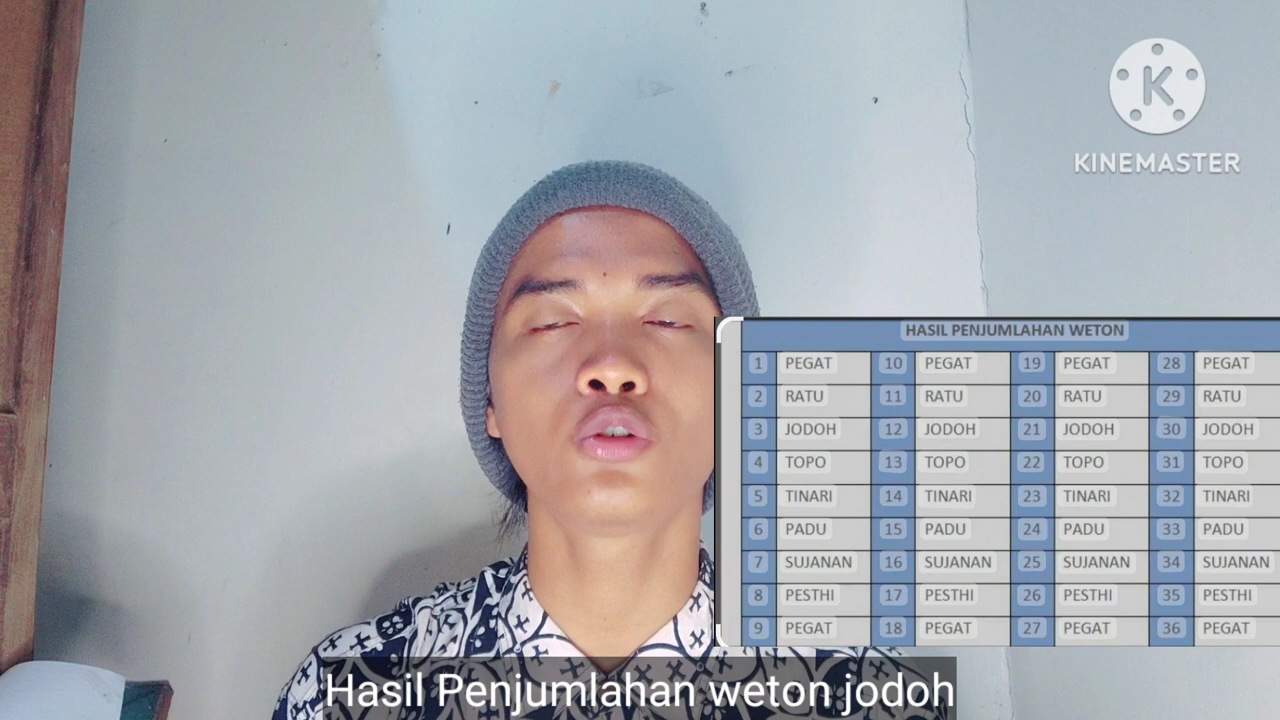 KINEMASTER
HASIL PENJUMLAHAN WETON
1 PEGAT 10 PEGAT 19 PEGAT 28 PEGAT
2 RATU 11 RATU 20 RATU 29 RATU
3 JODOH 12 JODOH 21 JODOH 30 JODOH
4 TOPO 13 TOPO 22 TOPO 31 TOPO
5 TINARI 14 TINARI 23 TINARI 32 TINARI
6 PADU 15 PADU 24 PADU 33 PADU
7 SUJANAN 16 SUJANAN 25 SUJANAN 34 SUJANAN
8 PESTHI 17 PESTHI 26 PESTHI 35 PESTHI
9 PEGAT 18 PEGAT 27 PEGAT 36 PEGAT
Hasil Penjumlahan weton jodoh